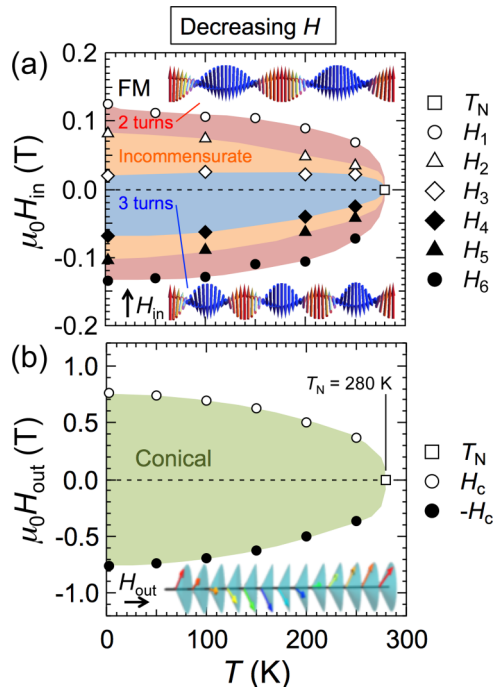 Decreasing H
(a)
0.2
0.1
0.0
-0.1
-0.2
μ₀Hin (T)
FM
2 turns
Incommensurate
3 turns
Hin
TN
H1
H2
H3
H4
H5
H6
(b)
1.0
0.5
0.0
-0.5
-1.0
μ₀Hout (T)
TN = 280 K
Conical
Hout
TN
Hc
-Hc
0
100
200
300
T (K)